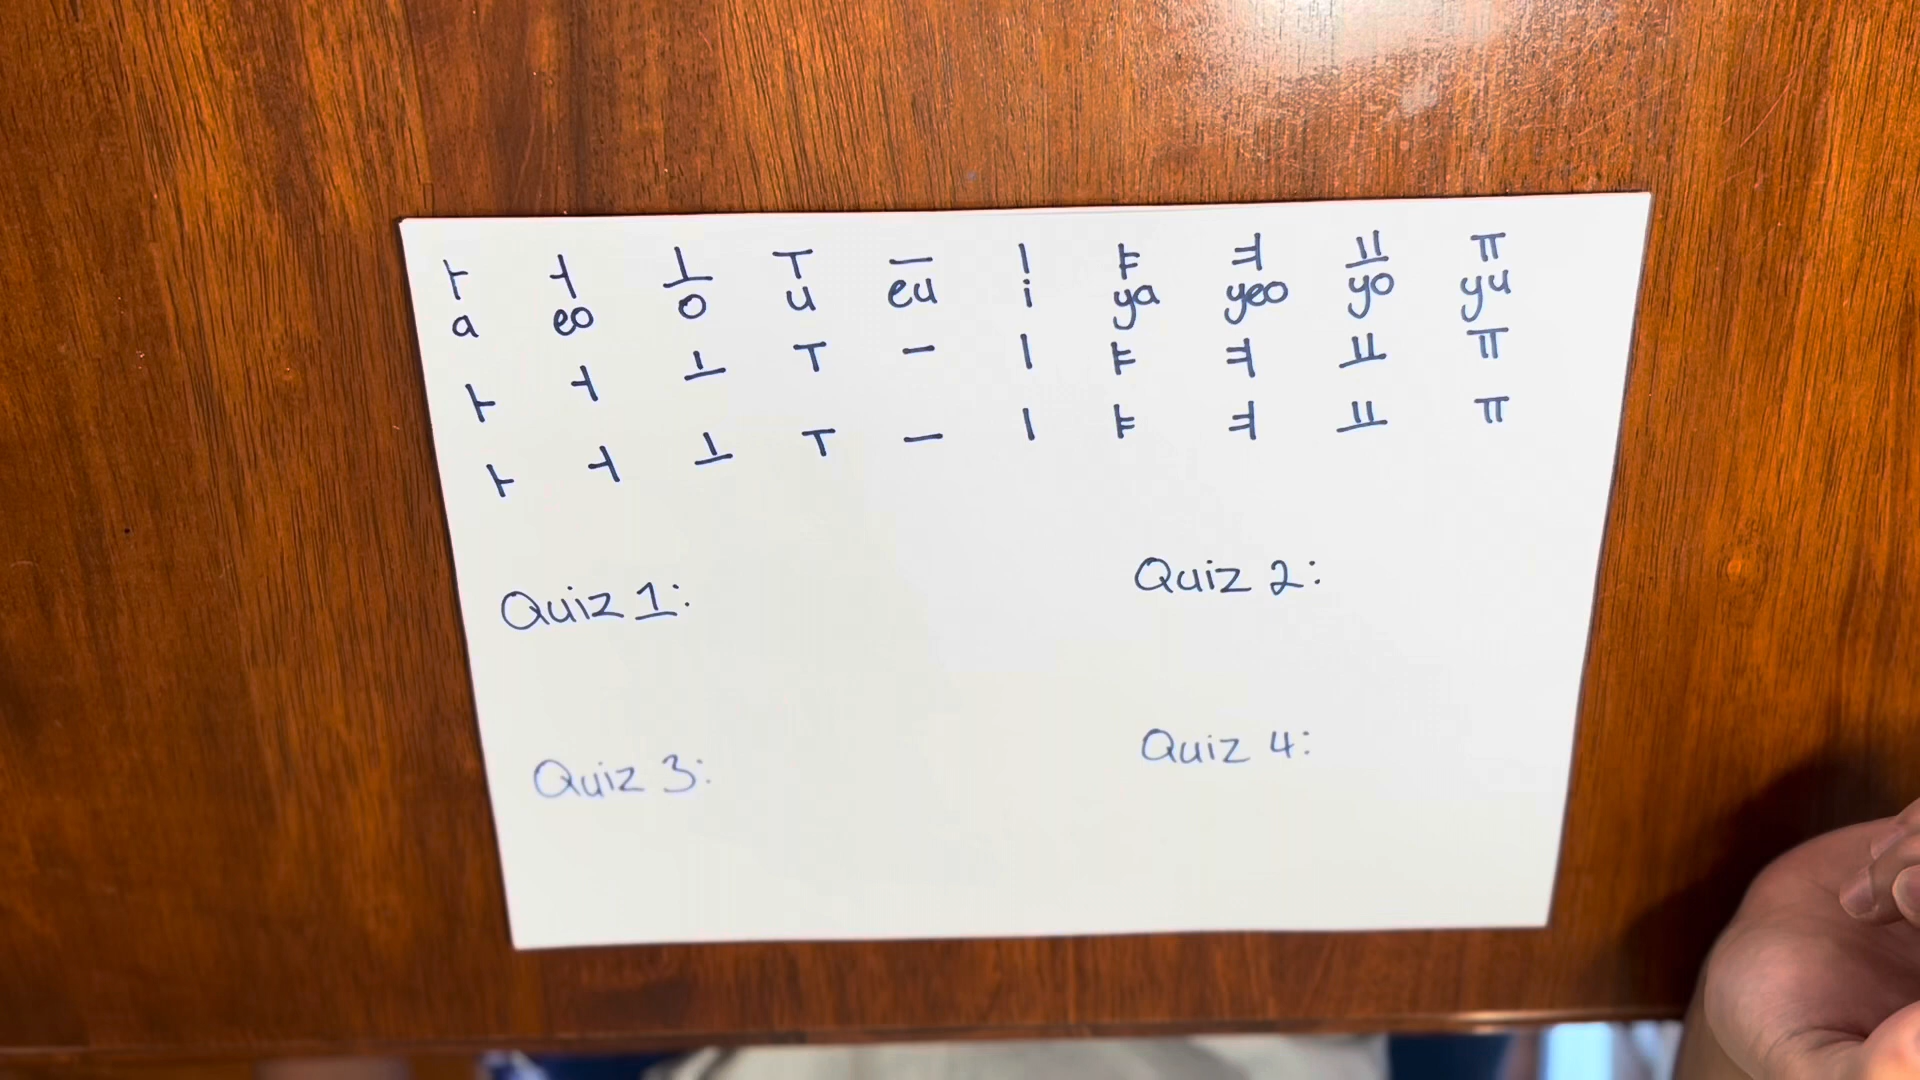 ㅏ ㅓ ㅗ ㅜ ㅡ ㅣ ㅑ ㅕ ㅛ ㅠ
a eo o u eu i ya yeo yo yu
ㅏ ㅓ ㅗ ㅜ ㅡ ㅣ ㅑ ㅕ ㅛ ㅠ
ㅏ ㅓ ㅗ ㅜ ㅡ ㅣ ㅑ ㅕ ㅛ ㅠ
Quiz 1: Quiz 2:
Quiz 3: Quiz 4: